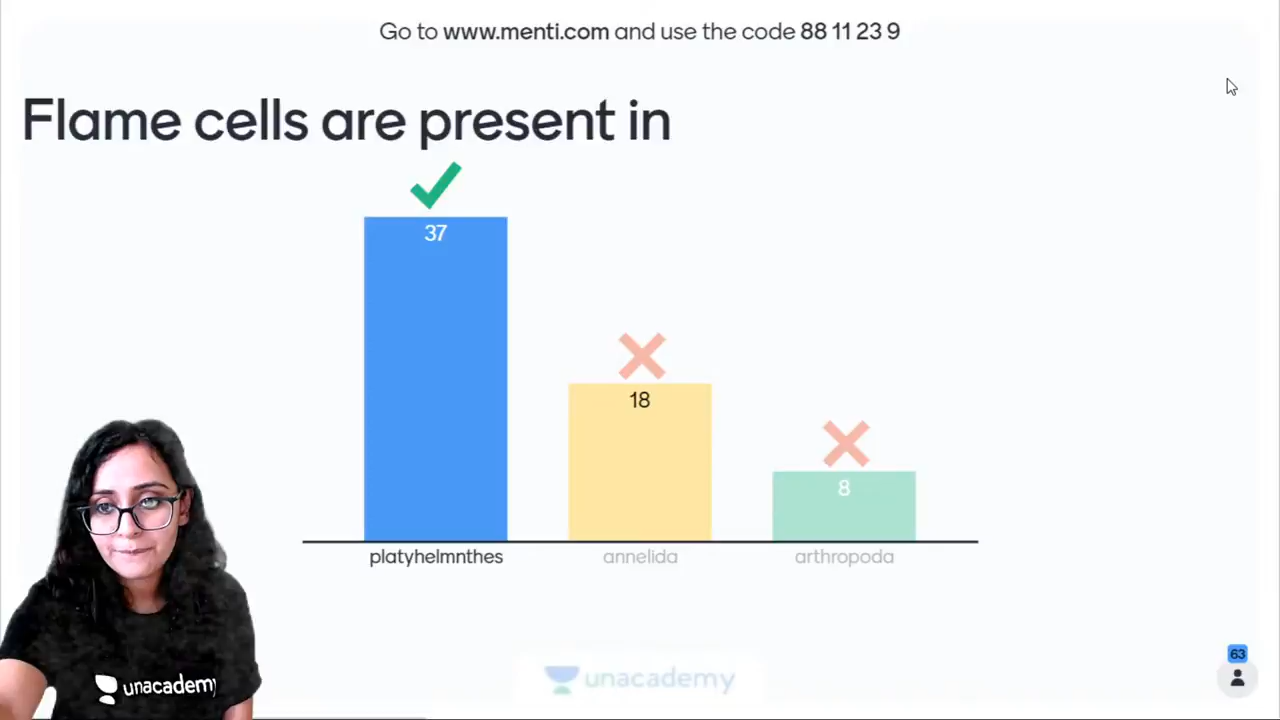 Go to www.menti.com and use the code 88 11 23 9
Flame cells are present in
37
18
8
platyhelmnthes
annelida
arthropoda
unacademy
unacademy
63